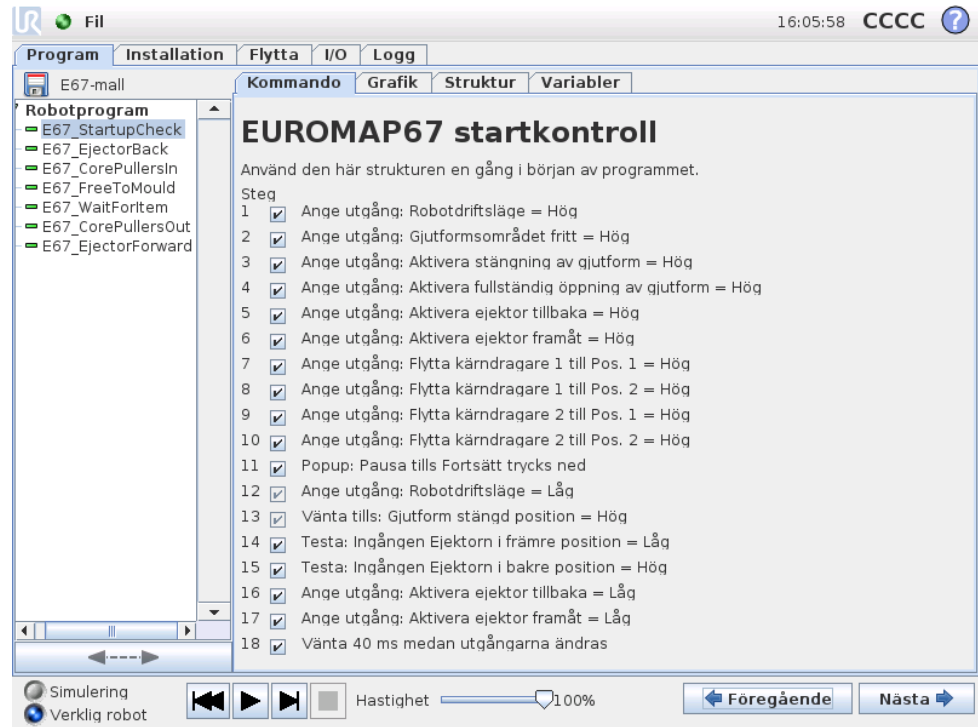 UR Fil 16:05:58 CCCC ?
Program Installation Flytta I/O Logg
E67-mall
Kommando Grafik Struktur Variabler
Robotprogram
E67_StartupCheck
E67_EjectorBack
E67_CorePullersIn
E67_FreeToMould
E67_WaitForItem
E67_CorePullersOut
E67_EjectorForward
EUROMAP67 startkontroll
Använd den här strukturen en gång i början av programmet.
Steg
1 Ange utgång: Robotdriftsläge = Hög
2 Ange utgång: Gjutformsområdet fritt = Hög
3 Ange utgång: Aktivera stängning av gjutform = Hög
4 Ange utgång: Aktivera fullständig öppning av gjutform = Hög
5 Ange utgång: Aktivera ejektor tillbaka = Hög
6 Ange utgång: Aktivera ejektor framåt = Hög
7 Ange utgång: Flytta kärndragare 1 till Pos. 1 = Hög
8 Ange utgång: Flytta kärndragare 1 till Pos. 2 = Hög
9 Ange utgång: Flytta kärndragare 2 till Pos. 1 = Hög
10 Ange utgång: Flytta kärndragare 2 till Pos. 2 = Hög
11 Popup: Pausa tills Fortsätt trycks ned
12 Ange utgång: Robotdriftsläge = Låg
13 Vänta tills: Gjutform stängd position = Hög
14 Testa: Ingången Ejektorn i främre position = Låg
15 Testa: Ingången Ejektorn i bakre position = Hög
16 Ange utgång: Aktivera ejektor tillbaka = Låg
17 Ange utgång: Aktivera ejektor framåt = Låg
18 Vänta 40 ms medan utgångarna ändras
Simulering
Verklig robot
Hastighet 100%
Föregående
Nästa